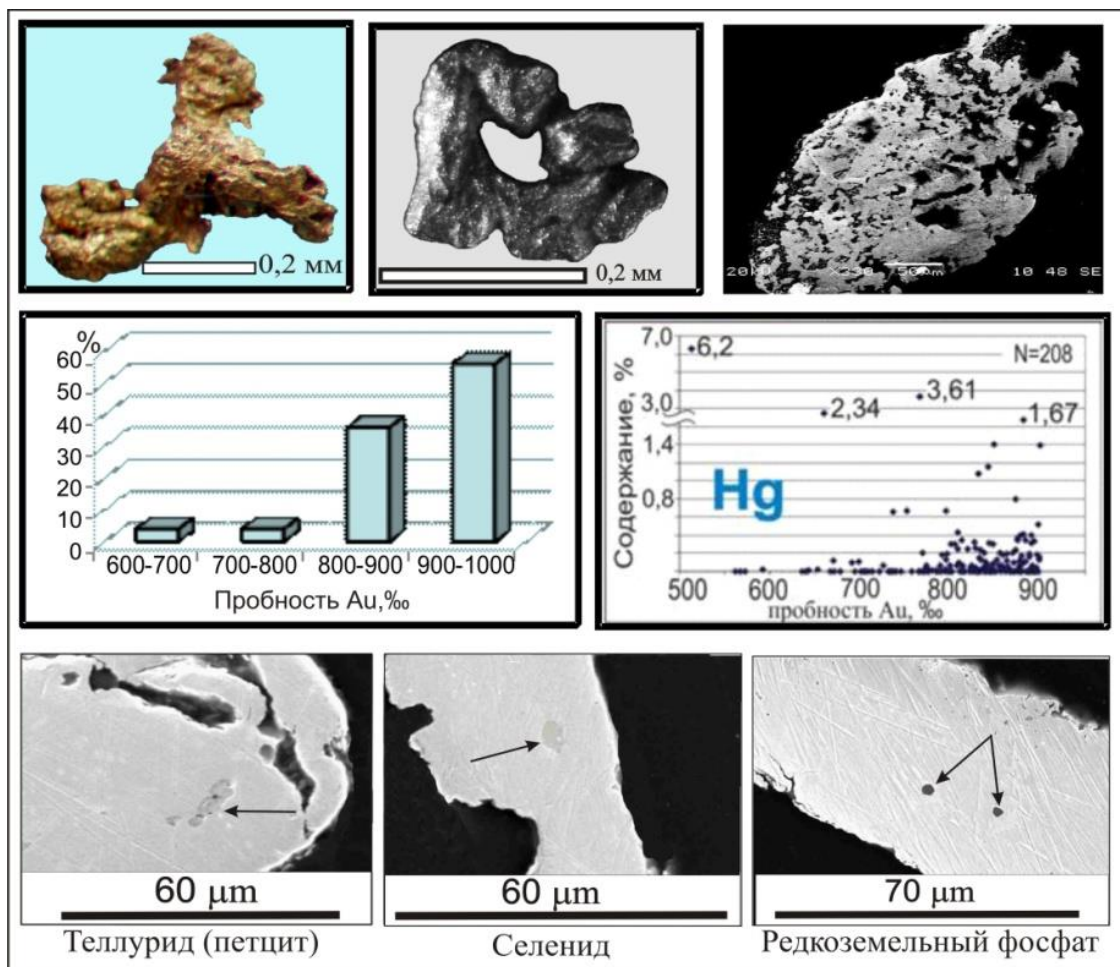 0,2 мм
0,2 мм
X330 50µm 10 48 SE
%
60
50
40
30
20
10
0
600-700 700-800 800-900 900-1000
Пробность Au,‰
Содержание, %
7,0
3,0
1,4
0,8
6,2
N=208
3,61
2,34
1,67
Hg
500 600 700 800 900
пробность Au, ‰
60 µm
60 µm
70 µm
Теллурид (петцит)
Селенид
Редкоземельный фосфат